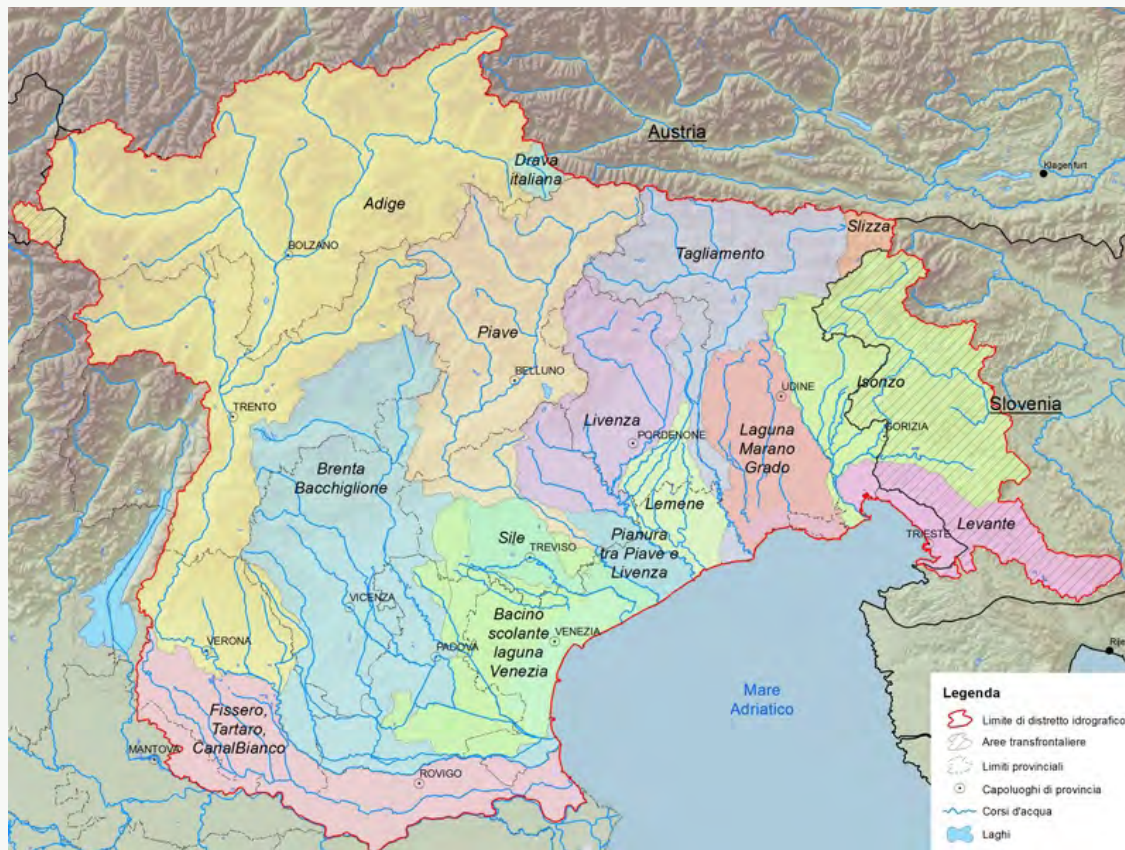 Austria
Klagenfurt
Drava
italiana
Adige
Slizza
BOLZANO
Tagliamento
Piave
BELLUNO
UDINE
Isonzo
Slovenia
TRENTO
Livenza
PORDENONE
GORIZIA
Laguna
Marano
Grado
Brenta
Bacchiglione
Lemene
Levante
TRIESTE
Sile
TREVISO
Pianura
tra Piave e
Livenza
VICENZA
Bacino
scolante
laguna
Venezia
VENEZIA
VERONA
PADOVA
Mare
Adriatico
Fissero,
Tartaro,
CanalBianco
MANTOVA
ROVIGO
Legenda
Limite di distretto idrografico
Aree transfrontaliere
Limiti provinciali
Capoluoghi di provincia
Corsi d'acqua
Laghi